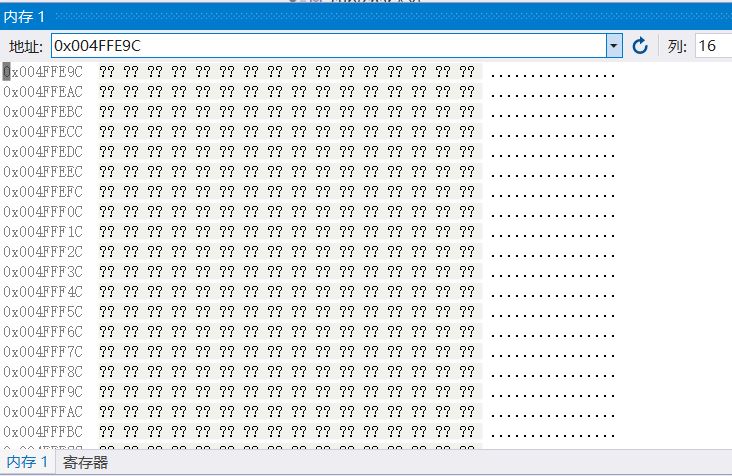 内存 1
地址: 0x004FFE9C 列: 16
0x004FFE9C ?? ?? ?? ?? ?? ?? ?? ?? ?? ?? ?? ?? ?? ?? ?? ?? ................
0x004FFEAC ?? ?? ?? ?? ?? ?? ?? ?? ?? ?? ?? ?? ?? ?? ?? ?? ................
0x004FFEBC ?? ?? ?? ?? ?? ?? ?? ?? ?? ?? ?? ?? ?? ?? ?? ?? ................
0x004FFECC ?? ?? ?? ?? ?? ?? ?? ?? ?? ?? ?? ?? ?? ?? ?? ?? ................
0x004FFEDC ?? ?? ?? ?? ?? ?? ?? ?? ?? ?? ?? ?? ?? ?? ?? ?? ................
0x004FFEEC ?? ?? ?? ?? ?? ?? ?? ?? ?? ?? ?? ?? ?? ?? ?? ?? ................
0x004FFEFC ?? ?? ?? ?? ?? ?? ?? ?? ?? ?? ?? ?? ?? ?? ?? ?? ................
0x004FFF0C ?? ?? ?? ?? ?? ?? ?? ?? ?? ?? ?? ?? ?? ?? ?? ?? ................
0x004FFF1C ?? ?? ?? ?? ?? ?? ?? ?? ?? ?? ?? ?? ?? ?? ?? ?? ................
0x004FFF2C ?? ?? ?? ?? ?? ?? ?? ?? ?? ?? ?? ?? ?? ?? ?? ?? ................
0x004FFF3C ?? ?? ?? ?? ?? ?? ?? ?? ?? ?? ?? ?? ?? ?? ?? ?? ................
0x004FFF4C ?? ?? ?? ?? ?? ?? ?? ?? ?? ?? ?? ?? ?? ?? ?? ?? ................
0x004FFF5C ?? ?? ?? ?? ?? ?? ?? ?? ?? ?? ?? ?? ?? ?? ?? ?? ................
0x004FFF6C ?? ?? ?? ?? ?? ?? ?? ?? ?? ?? ?? ?? ?? ?? ?? ?? ................
0x004FFF7C ?? ?? ?? ?? ?? ?? ?? ?? ?? ?? ?? ?? ?? ?? ?? ?? ................
0x004FFF8C ?? ?? ?? ?? ?? ?? ?? ?? ?? ?? ?? ?? ?? ?? ?? ?? ................
0x004FFF9C ?? ?? ?? ?? ?? ?? ?? ?? ?? ?? ?? ?? ?? ?? ?? ?? ................
0x004FFFAC ?? ?? ?? ?? ?? ?? ?? ?? ?? ?? ?? ?? ?? ?? ?? ?? ................
0x004FFFBC ?? ?? ?? ?? ?? ?? ?? ?? ?? ?? ?? ?? ?? ?? ?? ?? ................
内存 1 寄存器